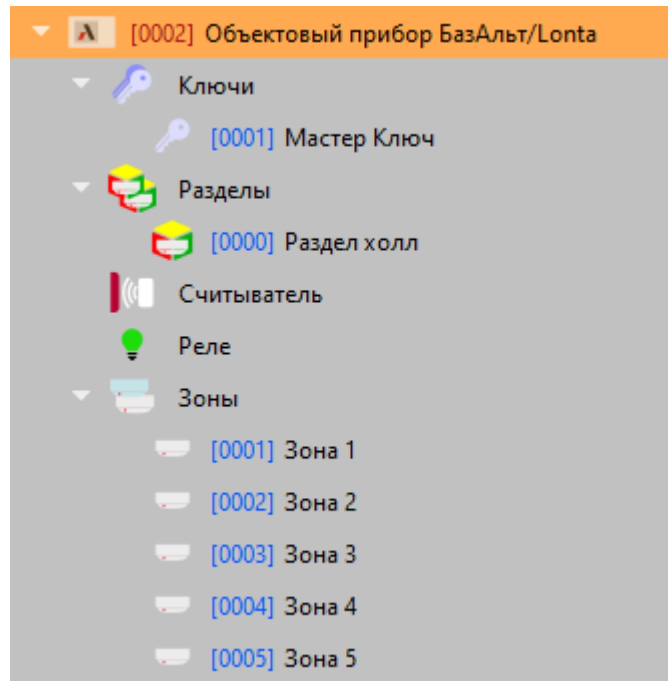 [0002] Объектовый прибор БазАльт/Lonta
Ключи
[0001] Мастер Ключ
Разделы
[0000] Раздел холл
Считыватель
Реле
Зоны
[0001] Зона 1
[0002] Зона 2
[0003] Зона 3
[0004] Зона 4
[0005] Зона 5